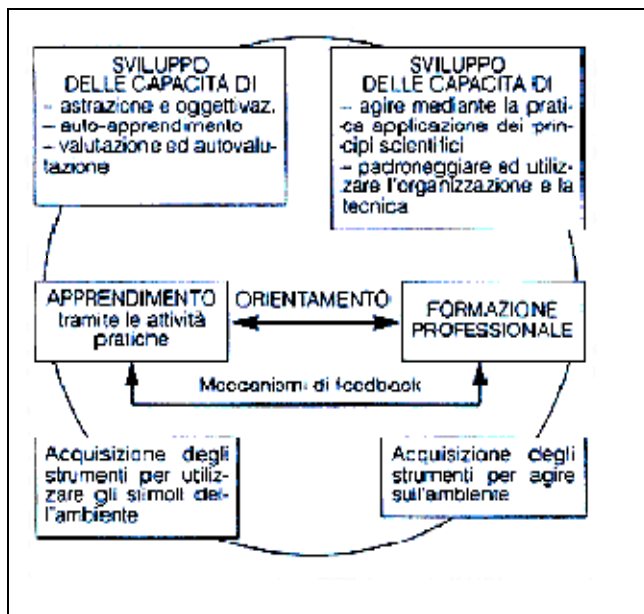 SVILUPPO
DELLE CAPACITÀ DI
– astrazione e oggettivaz.
– auto-apprendimento
– valutazione ed autovalu-
tazione
SVILUPPO
DELLE CAPACITÀ DI
– agire mediante la prati-
ca applicazione dei prin-
cipi scientifici
– padroneggiare ed utiliz-
zare l'organizzazione e la
tecnica
APPRENDIMENTO
tramite le attività
pratiche
ORIENTAMENTO
FORMAZIONE
PROFESSIONALE
Meccanismi di feedback
Acquisizione degli
strumenti per utiliz-
zare gli stimoli del-
l'ambiente
Acquisizione degli
strumenti per agire
sull'ambiente